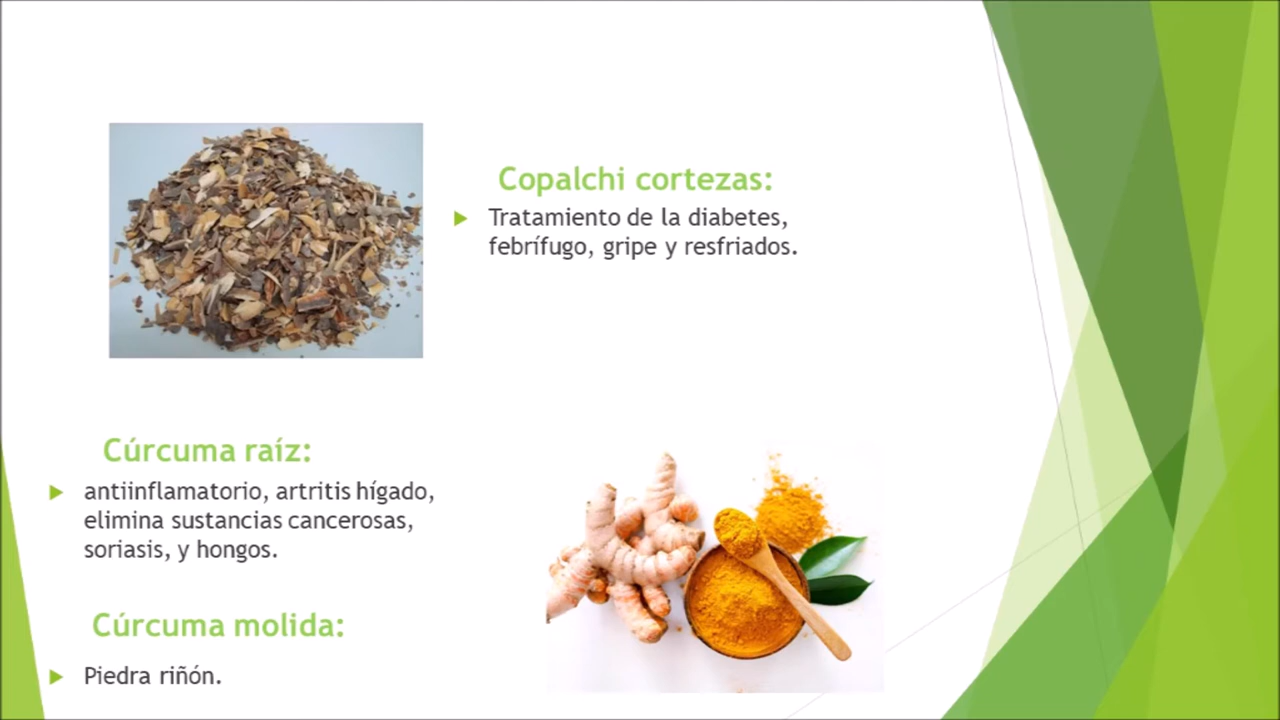 Copalchi cortezas:
Tratamiento de la diabetes,
febrífugo, gripe y resfriados.
Cúrcuma raíz:
antiinflamatorio, artritis hígado,
elimina sustancias cancerosas,
soriasis, y hongos.
Cúrcuma molida:
Piedra riñón.